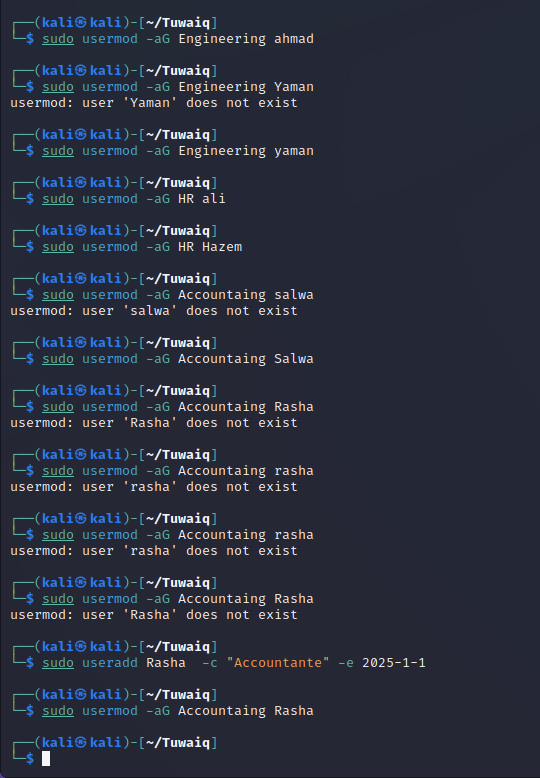 ┌──(kali㉿kali)-[~/Tuwaiq]
└─$ sudo usermod -aG Engineering ahmad
┌──(kali㉿kali)-[~/Tuwaiq]
└─$ sudo usermod -aG Engineering Yaman
usermod: user 'Yaman' does not exist
┌──(kali㉿kali)-[~/Tuwaiq]
└─$ sudo usermod -aG Engineering yaman
┌──(kali㉿kali)-[~/Tuwaiq]
└─$ sudo usermod -aG HR ali
┌──(kali㉿kali)-[~/Tuwaiq]
└─$ sudo usermod -aG HR Hazem
┌──(kali㉿kali)-[~/Tuwaiq]
└─$ sudo usermod -aG Accountaing salwa
usermod: user 'salwa' does not exist
┌──(kali㉿kali)-[~/Tuwaiq]
└─$ sudo usermod -aG Accountaing Salwa
┌──(kali㉿kali)-[~/Tuwaiq]
└─$ sudo usermod -aG Accountaing Rasha
usermod: user 'Rasha' does not exist
┌──(kali㉿kali)-[~/Tuwaiq]
└─$ sudo usermod -aG Accountaing rasha
usermod: user 'rasha' does not exist
┌──(kali㉿kali)-[~/Tuwaiq]
└─$ sudo usermod -aG Accountaing rasha
usermod: user 'rasha' does not exist
┌──(kali㉿kali)-[~/Tuwaiq]
└─$ sudo usermod -aG Accountaing Rasha
usermod: user 'Rasha' does not exist
┌──(kali㉿kali)-[~/Tuwaiq]
└─$ sudo useradd Rasha  -c "Accountante" -e 2025-1-1
┌──(kali㉿kali)-[~/Tuwaiq]
└─$ sudo usermod -aG Accountaing Rasha
┌──(kali㉿kali)-[~/Tuwaiq]
└─$